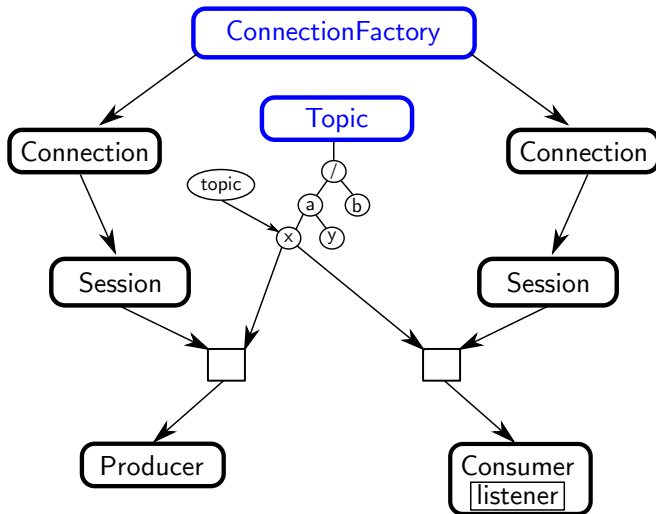 ConnectionFactory
Topic
Connection
Connection
/
topic
a
b
x
y
Session
Session
Producer
Consumer
listener